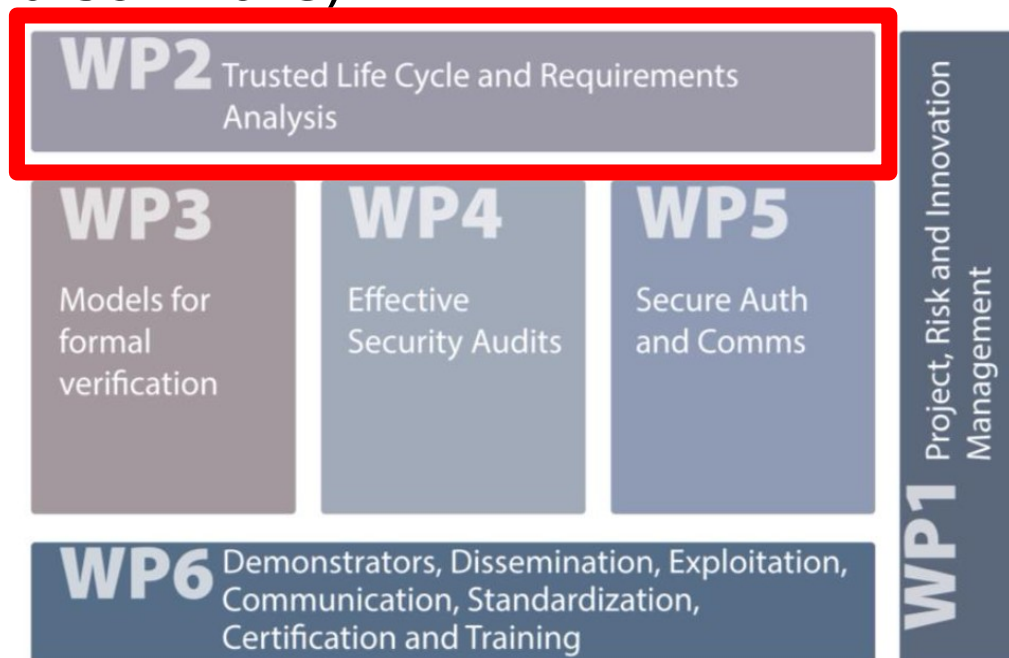 WP2 Trusted Life Cycle and Requirements
Analysis
WP3
Models for
formal
verification
WP4
Effective
Security Audits
WP5
Secure Auth
and Comms
WP6 Demonstrators, Dissemination, Exploitation,
Communication, Standardization,
Certification and Training
WP1 Project, Risk and Innovation
Management